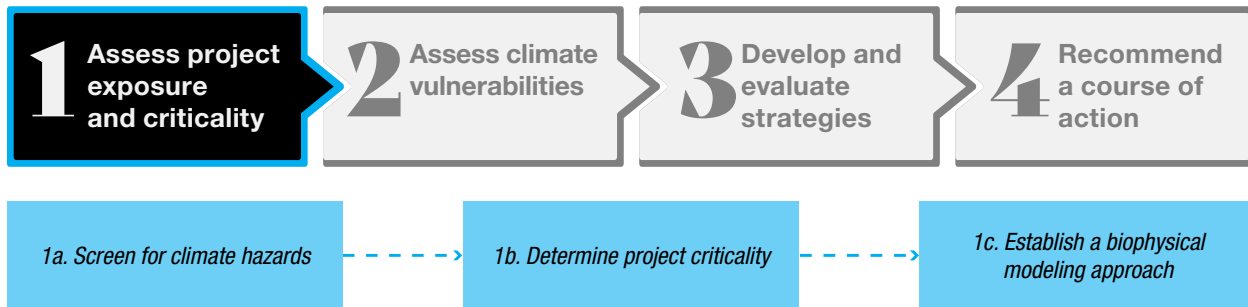 1 Assess project
exposure
and criticality
2 Assess climate
vulnerabilities
3 Develop and
evaluate
strategies
4 Recommend
a course of
action
1a. Screen for climate hazards
1b. Determine project criticality
1c. Establish a biophysical
modeling approach